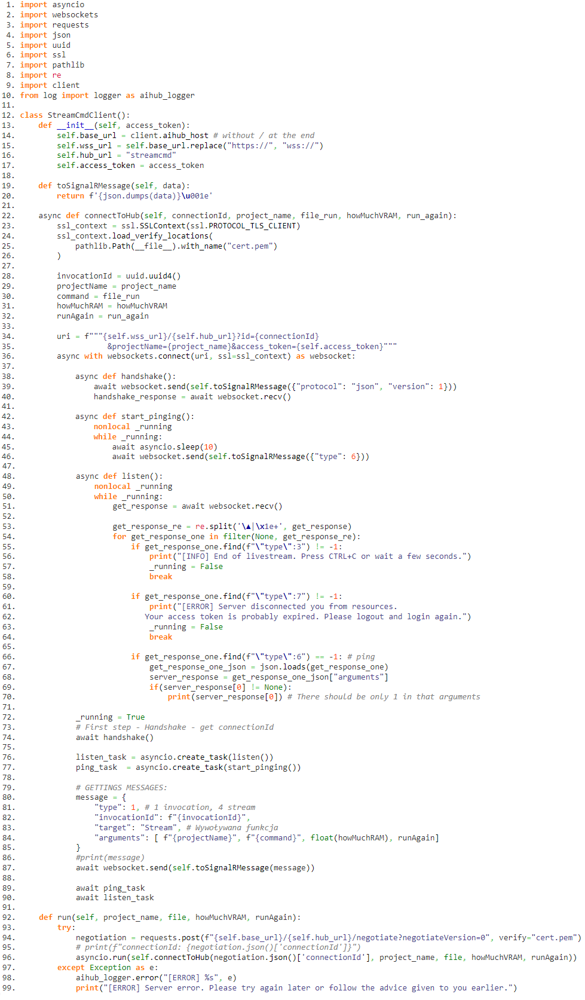 1. import asyncio
2. import websockets
3. import requests
4. import json
5. import uuid
6. import ssl
7. import pathlib
8. import re
9. import client
10. from log import logger as aihub_logger
11.
12. class StreamCmdClient():
13.     def __init__(self, access_token):
14.         self.base_url = client.aihub_host # without / at the end
15.         self.wss_url = self.base_url.replace("https://", "wss://")
16.         self.hub_url = "streamcmd"
17.         self.access_token = access_token
18.
19.     def toSignalRMessage(self, data):
20.         return f'{json.dumps(data)}\u001e'
21.
22.     async def connectToHub(self, connectionId, project_name, file_run, howMuchVRAM, run_again):
23.         ssl_context = ssl.SSLContext(ssl.PROTOCOL_TLS_CLIENT)
24.         ssl_context.load_verify_locations(
25.             pathlib.Path(__file__).with_name("cert.pem")
26.         )
27.
28.         invocationId = uuid.uuid4()
29.         projectName = project_name
30.         command = file_run
31.         howMuchRAM = howMuchVRAM
32.         runAgain = run_again
33.
34.         uri = f"""{self.wss_url}/{self.hub_url}?id={connectionId}
35.                    &projectName={project_name}&access_token={self.access_token}"""
36.         async with websockets.connect(uri, ssl=ssl_context) as websocket:
37.
38.             async def handshake():
39.                 await websocket.send(self.toSignalRMessage({"protocol": "json", "version": 1}))
40.                 handshake_response = await websocket.recv()
41.
42.             async def start_pinging():
43.                 nonlocal _running
44.                 while _running:
45.                     await asyncio.sleep(10)
46.                     await websocket.send(self.toSignalRMessage({"type": 6}))
47.
48.             async def listen():
49.                 nonlocal _running
50.                 while _running:
51.                     get_response = await websocket.recv()
52.
53.                     get_response_re = re.split('\▲|\x1e+', get_response)
54.                     for get_response_one in filter(None, get_response_re):
55.                         if get_response_one.find(f"\"type\":3") != -1:
56.                             print("[INFO] End of livestream. Press CTRL+C or wait a few seconds.")
57.                             _running = False
58.                             break
59.
60.                         if get_response_one.find(f"\"type\":7") != -1:
61.                             print("[ERROR] Server disconnected you from resources.
62.                            Your access token is probably expired. Please logout and login again.")
63.                             _running = False
64.                             break
65.
66.                         if get_response_one.find(f"\"type\":6") == -1: # ping
67.                             get_response_one_json = json.loads(get_response_one)
68.                             server_response = get_response_one_json["arguments"]
69.                             if(server_response[0] != None):
70.                                 print(server_response[0]) # There should be only 1 in that arguments
71.
72.             _running = True
73.             # First step - Handshake - get connectionId
74.             await handshake()
75.
76.             listen_task = asyncio.create_task(listen())
77.             ping_task  = asyncio.create_task(start_pinging())
78.
79.             # GETTINGS MESSAGES:
80.             message = {
81.                 "type": 1, # 1 invocation, 4 stream
82.                 "invocationId": f"{invocationId}",
83.                 "target": "Stream", # Wywoływana funkcja
84.                 "arguments": [ f"{projectName}", f"{command}", float(howMuchRAM), runAgain]
85.             }
86.             #print(message)
87.             await websocket.send(self.toSignalRMessage(message))
88.
89.             await ping_task
90.             await listen_task
91.
92.     def run(self, project_name, file, howMuchVRAM, runAgain):
93.         try:
94.             negotiation = requests.post(f"{self.base_url}/{self.hub_url}/negotiate?negotiateVersion=0", verify="cert.pem")
95.             # print(f"connectionId: {negotiation.json()['connectionId']}")
96.             asyncio.run(self.connectToHub(negotiation.json()['connectionId'], project_name, file, howMuchVRAM, runAgain))
97.         except Exception as e:
98.             aihub_logger.error("[ERROR] %s", e)
99.             print("[ERROR] Server error. Please try again later or follow the advice given to you earlier.")